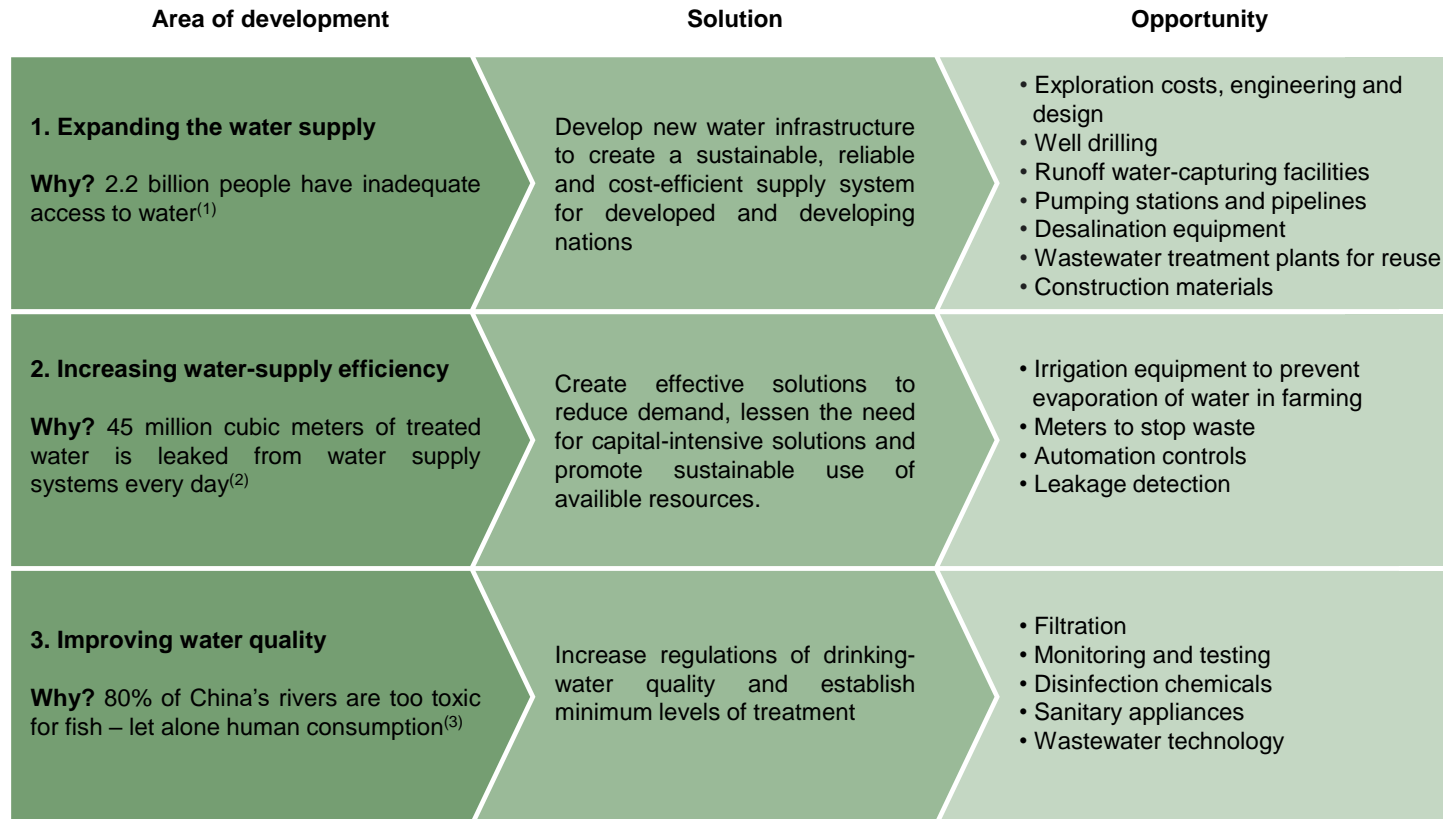 Area of development
Solution
Opportunity
1. Expanding the water supply
Why? 2.2 billion people have inadequate
access to water(1)
Develop new water infrastructure
to create a sustainable, reliable
and cost-efficient supply system
for developed and developing
nations
• Exploration costs, engineering and
design
• Well drilling
• Runoff water-capturing facilities
• Pumping stations and pipelines
• Desalination equipment
• Wastewater treatment plants for reuse
• Construction materials
2. Increasing water-supply efficiency
Why? 45 million cubic meters of treated
water is leaked from water supply
systems every day(2)
Create effective solutions to
reduce demand, lessen the need
for capital-intensive solutions and
promote sustainable use of
availible resources.
• Irrigation equipment to prevent
evaporation of water in farming
• Meters to stop waste
• Automation controls
• Leakage detection
3. Improving water quality
Why? 80% of China’s rivers are too toxic
for fish – let alone human consumption(3)
Increase regulations of drinking-
water quality and establish
minimum levels of treatment
• Filtration
• Monitoring and testing
• Disinfection chemicals
• Sanitary appliances
• Wastewater technology